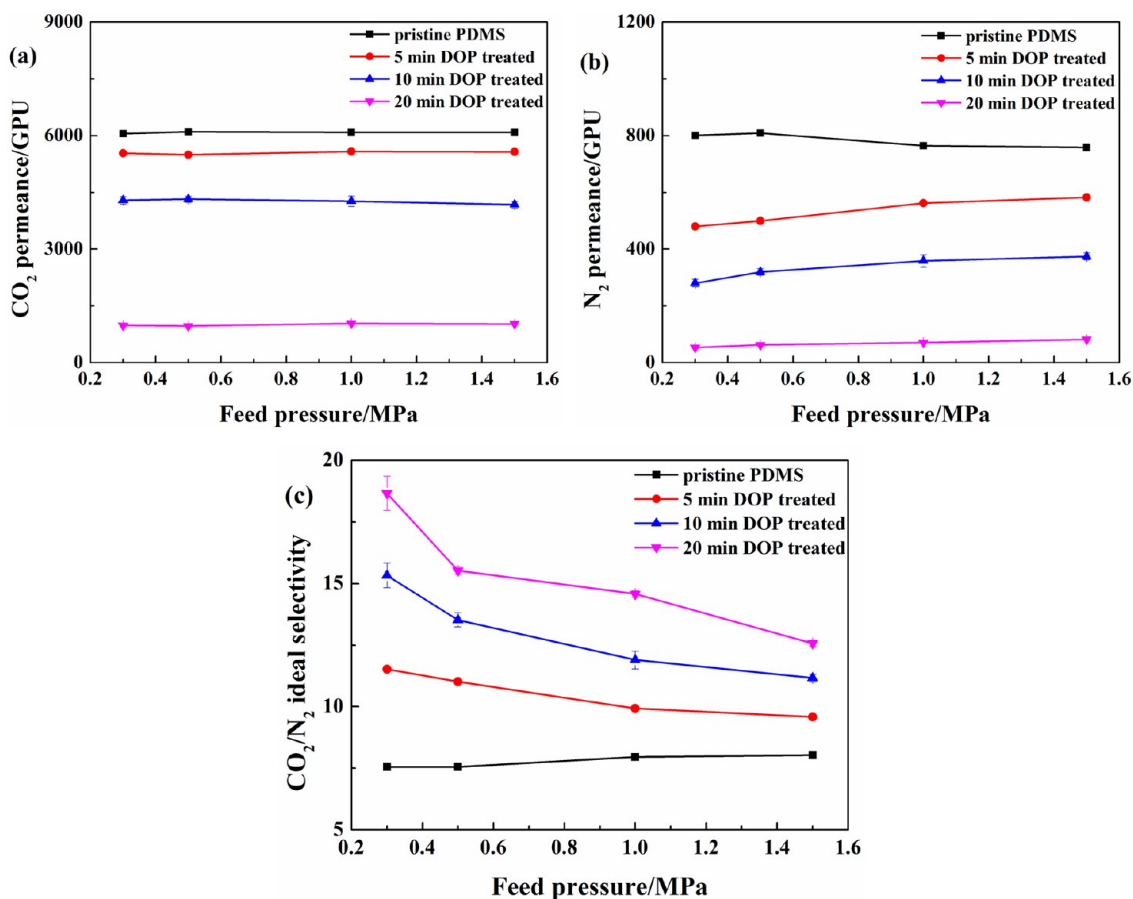 (a)
pristine PDMS
5 min DOP treated
10 min DOP treated
20 min DOP treated
9000
6000
3000
0
CO₂ permeance/GPU
0.2 0.4 0.6 0.8 1.0 1.2 1.4 1.6
Feed pressure/MPa
(b)
pristine PDMS
5 min DOP treated
10 min DOP treated
20 min DOP treated
1200
800
400
0
N₂ permeance/GPU
0.2 0.4 0.6 0.8 1.0 1.2 1.4 1.6
Feed pressure/MPa
(c)
pristine PDMS
5 min DOP treated
10 min DOP treated
20 min DOP treated
20
15
10
5
CO₂/N₂ ideal selectivity
0.2 0.4 0.6 0.8 1.0 1.2 1.4 1.6
Feed pressure/MPa